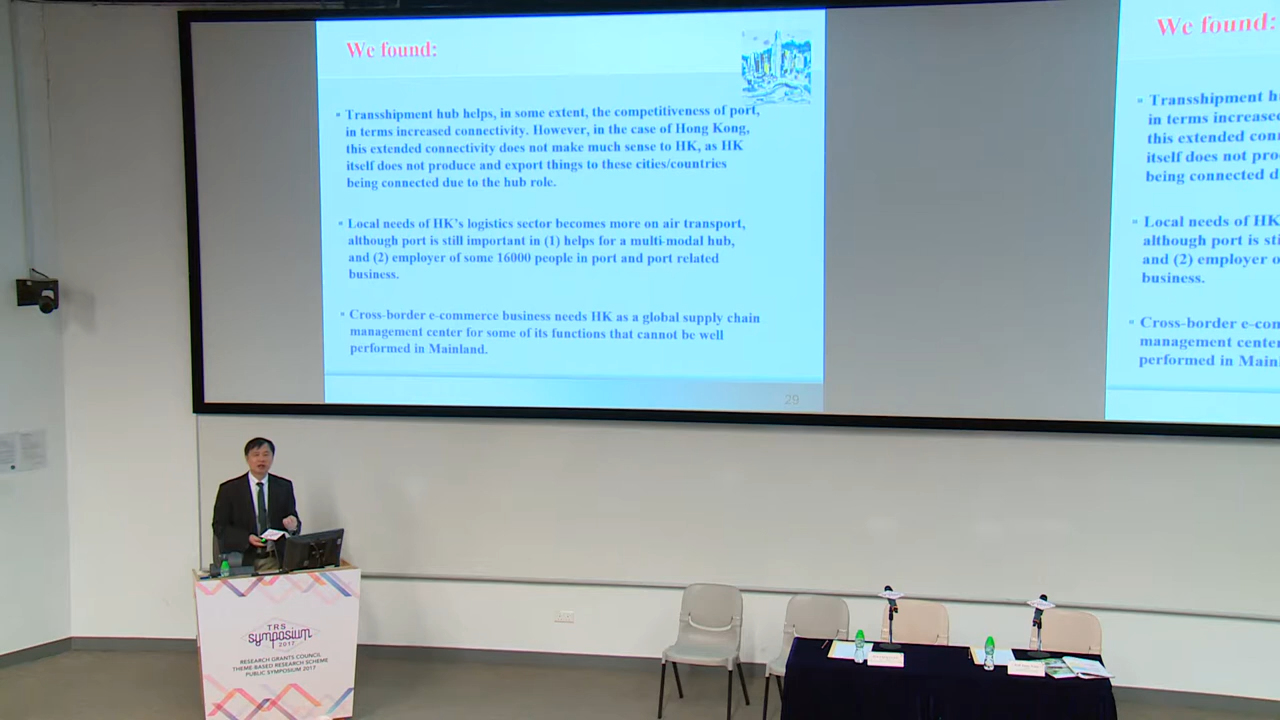 We found:
Transshipment hub helps, in some extent, the competitiveness of port,
in terms increased connectivity. However, in the case of Hong Kong,
this extended connectivity does not make much sense to HK, as HK
itself does not produce and export things to these cities/countries
being connected due to the hub role.
Local needs of HK's logistics sector becomes more on air transport,
although port is still important in (1) helps for a multi-modal hub,
and (2) employer of some 16000 people in port and port related
business.
Cross-border e-commerce business needs HK as a global supply chain
management center for some of its functions that cannot be well
performed in Mainland.
29
We found:
Transshipment h
in terms increase
this extended con
itself does not pro
being connected d
Local needs of HK
although port is sti
and (2) employer o
business.
Cross-border e-con
management center
performed in Main
TRS
symposium
2017
RESEARCH GRANTS COUNCIL
THEME-BASED RESEARCH SCHEME
PUBLIC SYMPOSIUM 2017